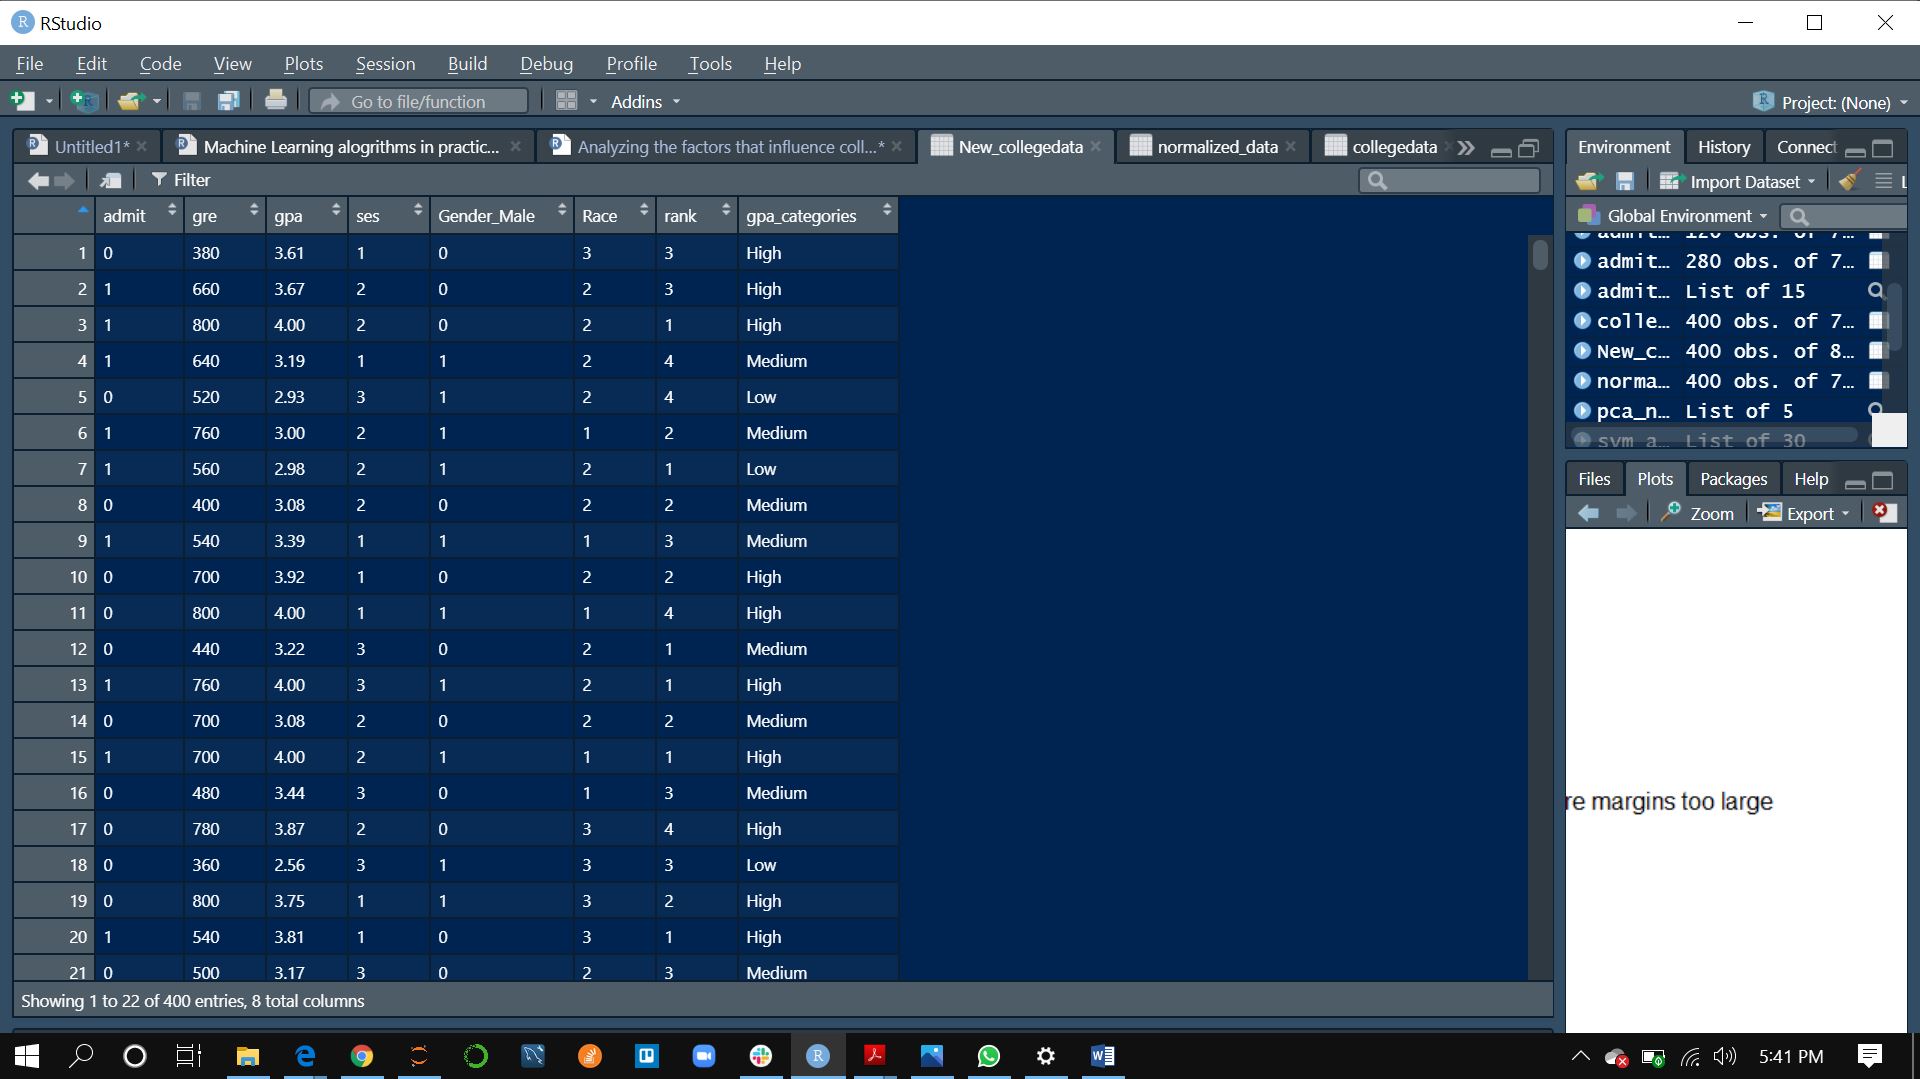 RStudio
File Edit Code View Plots Session Build Debug Profile Tools Help
Go to file/function Addins Project: (None)
Untitled1* Machine Learning alogrithms in practic... Analyzing the factors that influence coll...* New_collegedata normalized_data collegedata
Filter
admit gre gpa ses Gender_Male Race rank gpa_categories
1 0 380 3.61 1 0 3 3 High
2 1 660 3.67 2 0 2 3 High
3 1 800 4.00 2 0 2 1 High
4 1 640 3.19 1 1 2 4 Medium
5 0 520 2.93 3 1 2 4 Low
6 1 760 3.00 2 1 1 2 Medium
7 1 560 2.98 2 1 2 1 Low
8 0 400 3.08 2 0 2 2 Medium
9 1 540 3.39 1 1 1 3 Medium
10 0 700 3.92 1 0 2 2 High
11 0 800 4.00 1 1 1 4 High
12 0 440 3.22 3 0 2 1 Medium
13 1 760 4.00 3 1 2 1 High
14 0 700 3.08 2 0 2 2 Medium
15 1 700 4.00 2 1 1 1 High
16 0 480 3.44 3 0 1 3 Medium
17 0 780 3.87 2 0 3 4 High
18 0 360 2.56 3 1 3 3 Low
19 0 800 3.75 1 1 3 2 High
20 1 540 3.81 1 0 3 1 High
21 0 500 3.17 3 0 2 3 Medium
Showing 1 to 22 of 400 entries, 8 total columns
Environment History Connect
Import Dataset L
Global Environment
admit... 120 obs. of 7...
admit... 280 obs. of 7...
admit... List of 15
colle... 400 obs. of 7...
New_c... 400 obs. of 8...
norma... 400 obs. of 7...
pca_n... List of 5
svm_a... List of 30
Files Plots Packages Help
Zoom Export
re margins too large
5:41 PM